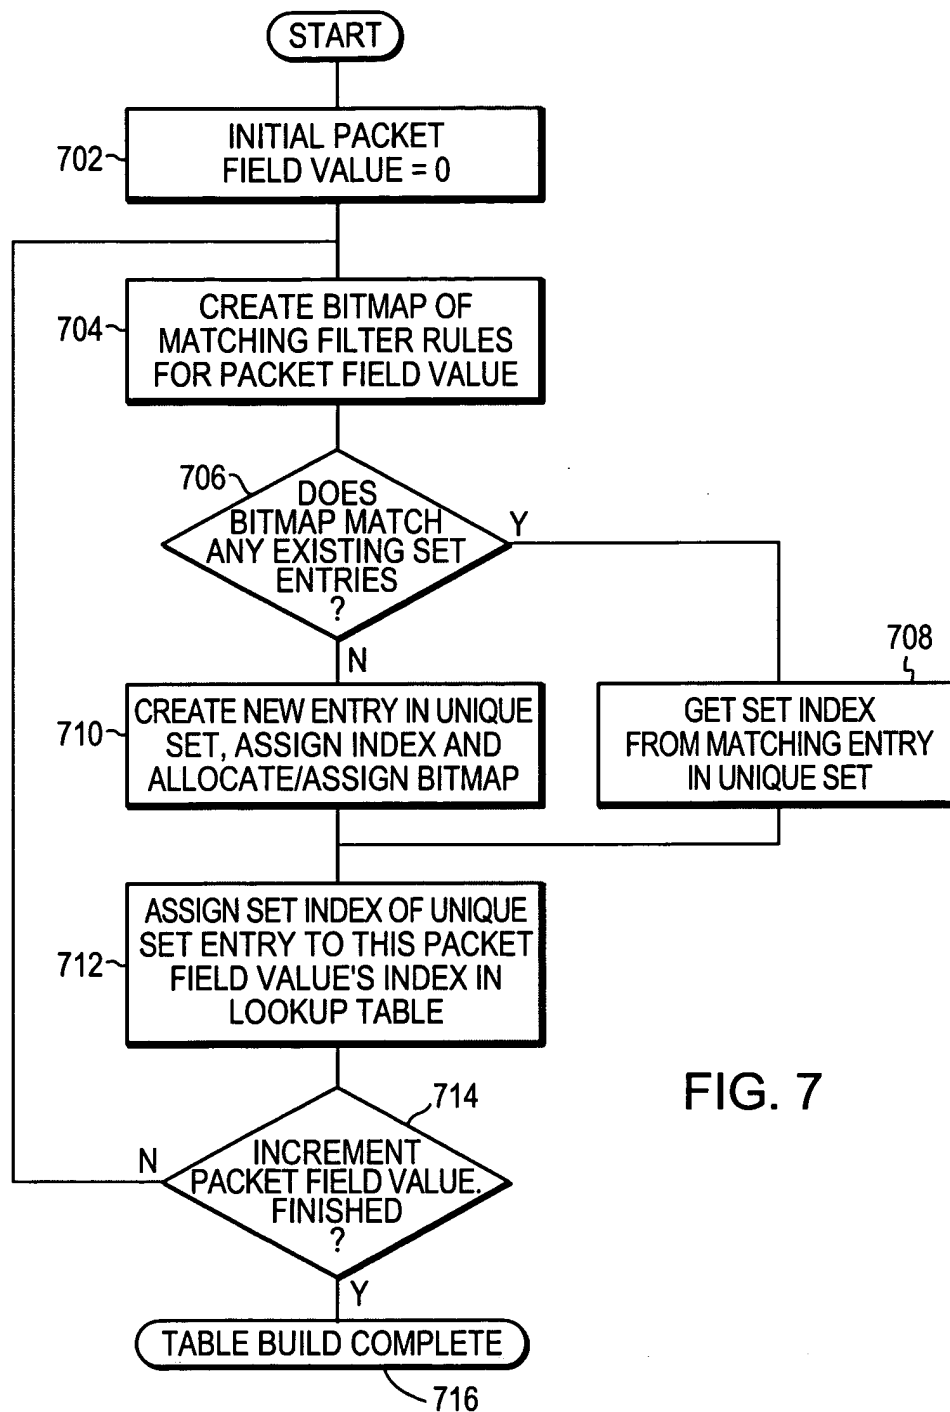 START
702
INITIAL PACKET
FIELD VALUE = 0
704
CREATE BITMAP OF
MATCHING FILTER RULES
FOR PACKET FIELD VALUE
706
DOES
BITMAP MATCH
ANY EXISTING SET
ENTRIES
?
Y
N
708
GET SET INDEX
FROM MATCHING ENTRY
IN UNIQUE SET
710
CREATE NEW ENTRY IN UNIQUE
SET, ASSIGN INDEX AND
ALLOCATE/ASSIGN BITMAP
712
ASSIGN SET INDEX OF UNIQUE
SET ENTRY TO THIS PACKET
FIELD VALUE'S INDEX IN
LOOKUP TABLE
714
INCREMENT
PACKET FIELD VALUE.
FINISHED
?
N
Y
TABLE BUILD COMPLETE
716
FIG. 7